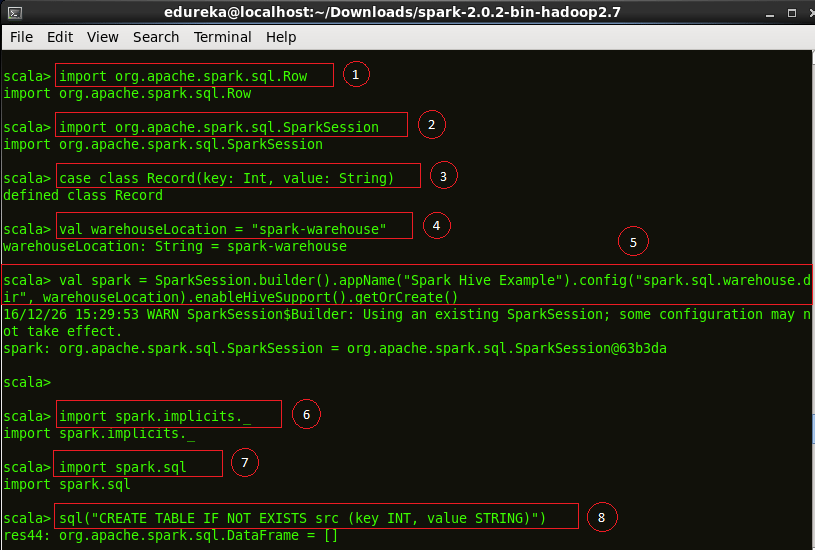 edureka@localhost:~/Downloads/spark-2.0.2-bin-hadoop2.7
File Edit View Search Terminal Help
scala> import org.apache.spark.sql.Row 1
import org.apache.spark.sql.Row
scala> import org.apache.spark.sql.SparkSession 2
import org.apache.spark.sql.SparkSession
scala> case class Record(key: Int, value: String) 3
defined class Record
scala> val warehouseLocation = "spark-warehouse" 4
warehouseLocation: String = spark-warehouse
5
scala> val spark = SparkSession.builder().appName("Spark Hive Example").config("spark.sql.warehouse.d
ir", warehouseLocation).enableHiveSupport().getOrCreate()
16/12/26 15:29:53 WARN SparkSession$Builder: Using an existing SparkSession; some configuration may n
ot take effect.
spark: org.apache.spark.sql.SparkSession = org.apache.spark.sql.SparkSession@63b3da
scala>
scala> import spark.implicits._ 6
import spark.implicits._
scala> import spark.sql 7
import spark.sql
scala> sql("CREATE TABLE IF NOT EXISTS src (key INT, value STRING)") 8
res44: org.apache.spark.sql.DataFrame = []